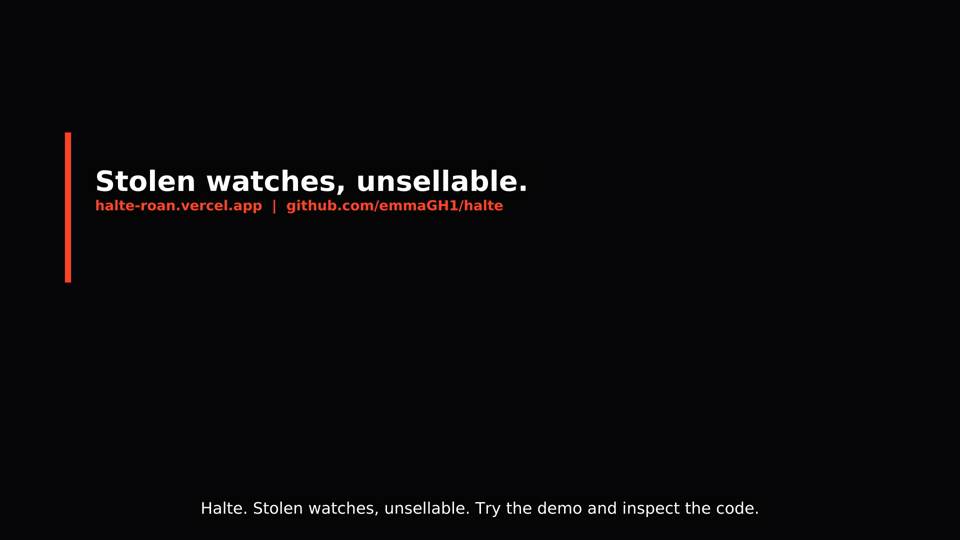 Stolen watches, unsellable.
halte-roan.vercel.app | github.com/emmaGH1/halte
Halte. Stolen watches, unsellable. Try the demo and inspect the code.